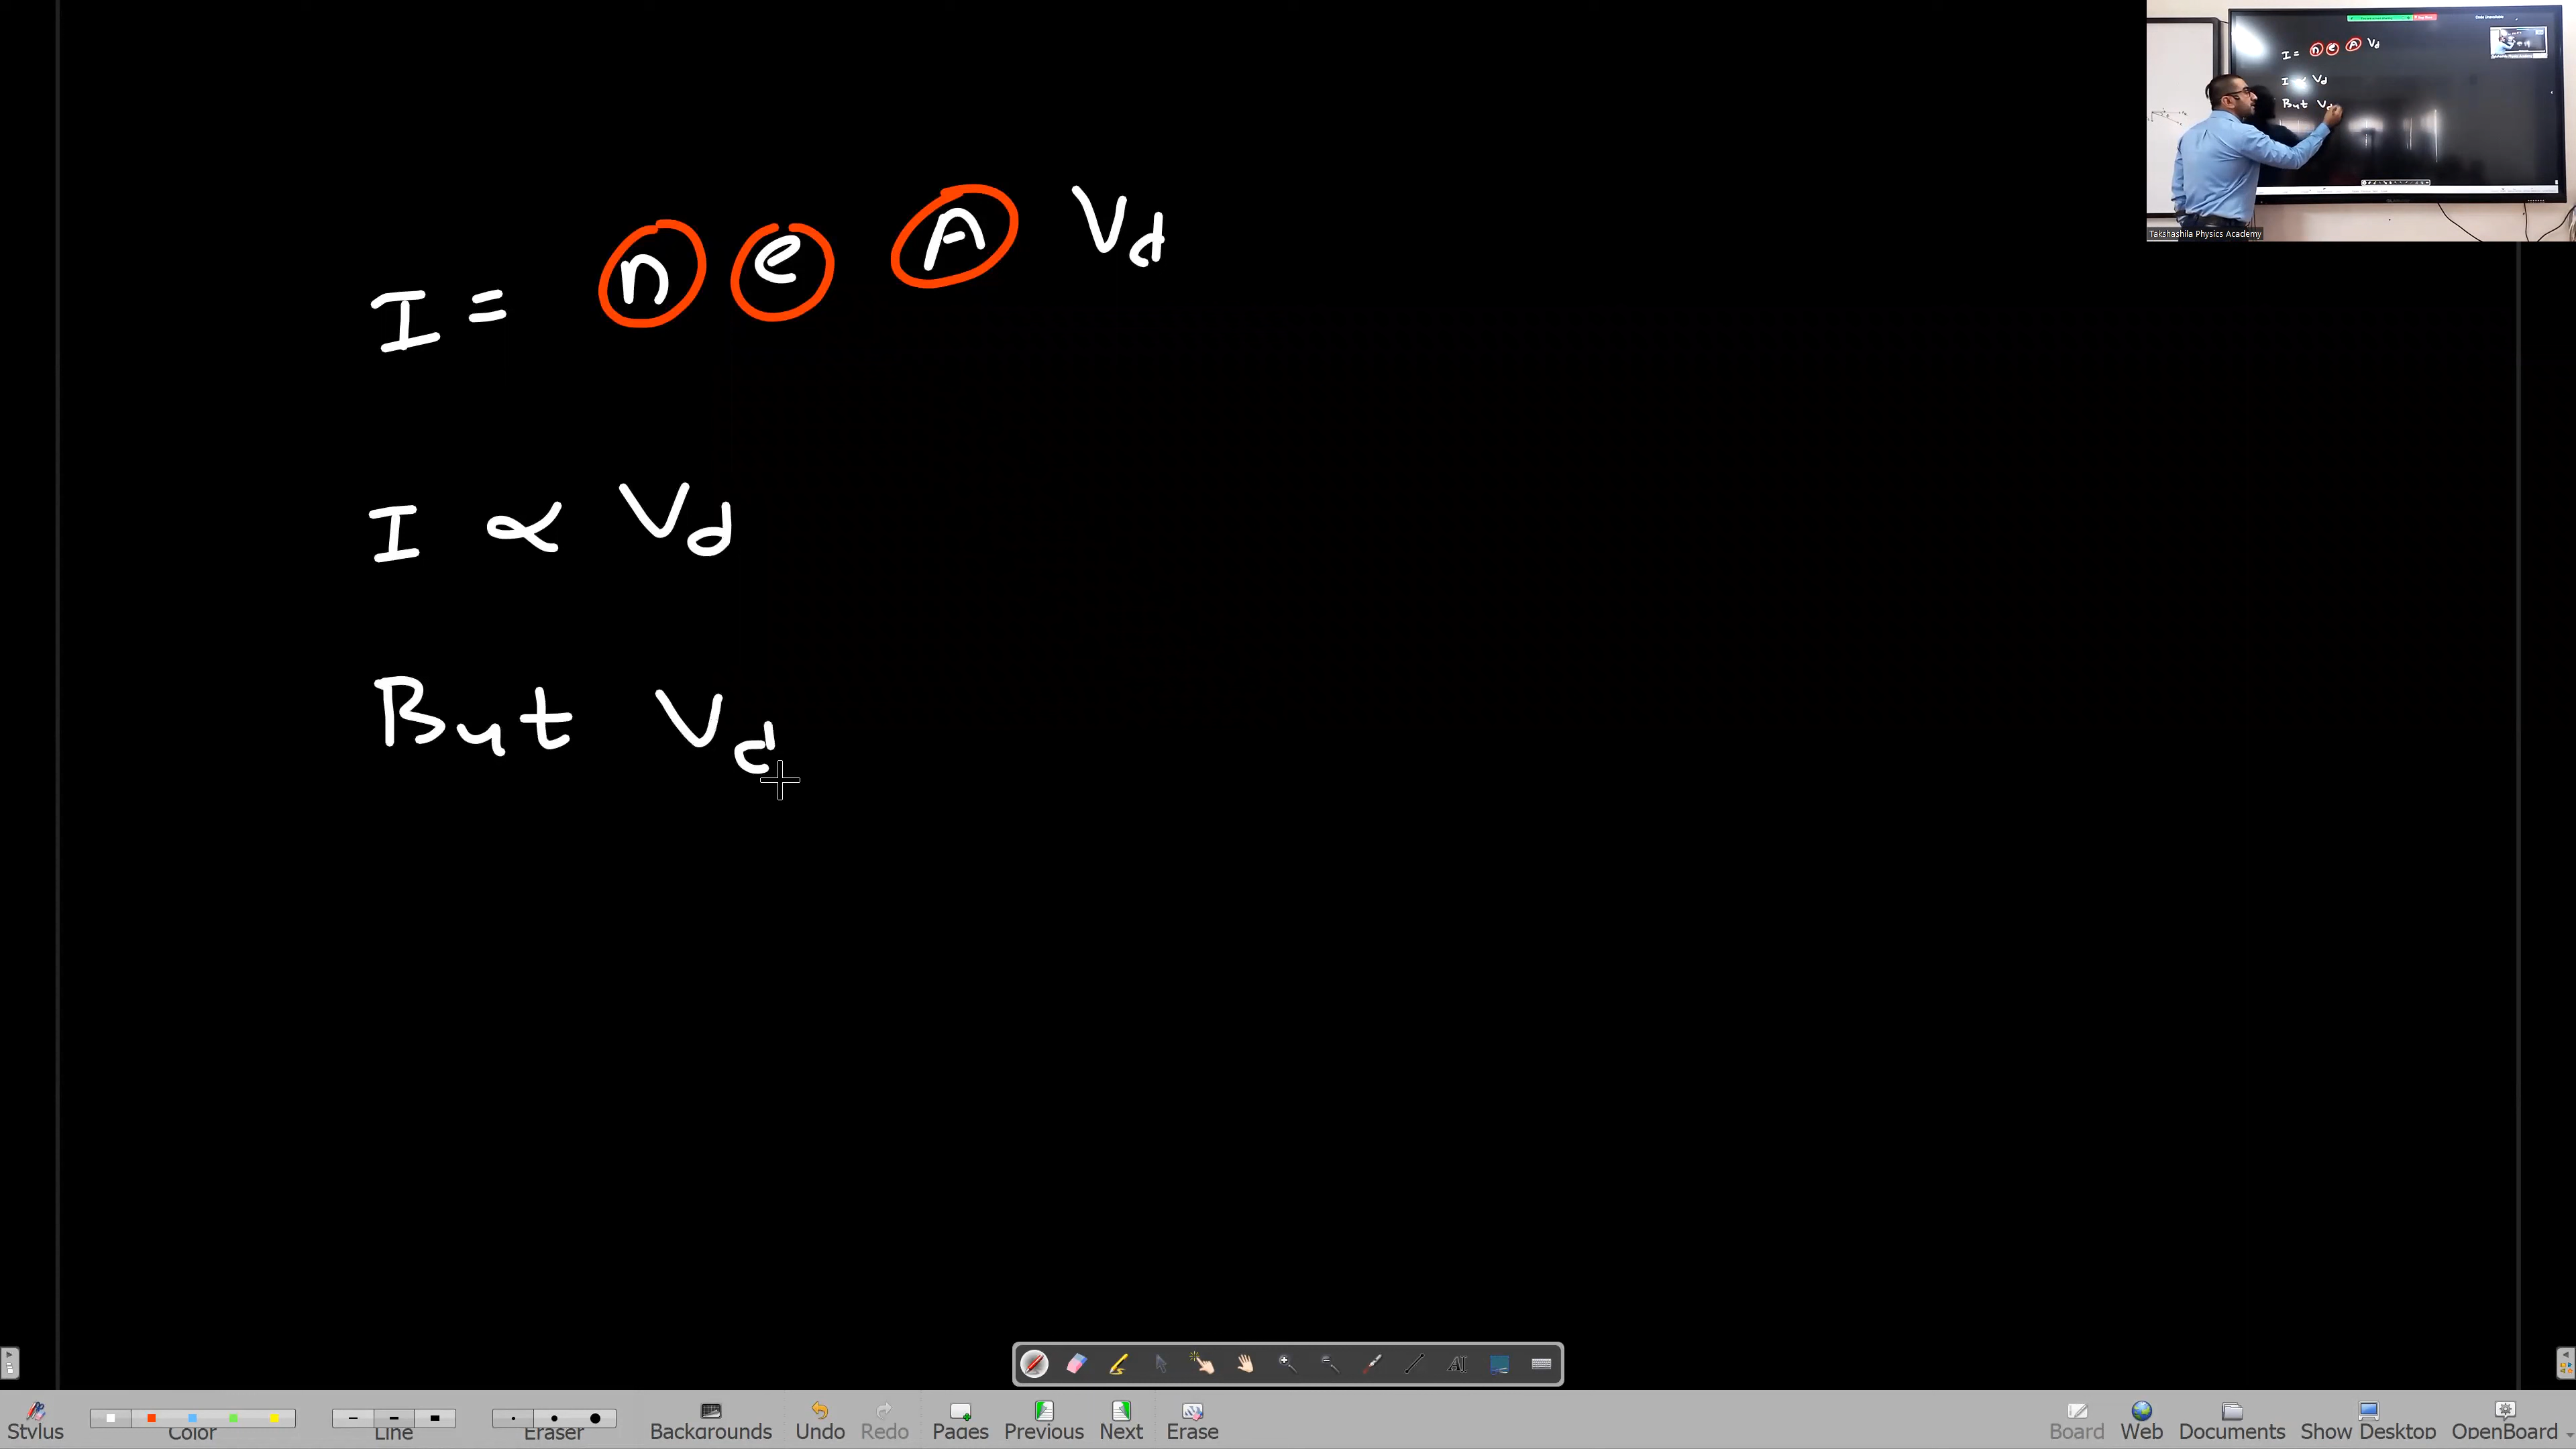 I = n e A Vd
I ∝ Vd
But Vd
Takshashila Physics Academy
Stylus Color Line Eraser Backgrounds Undo Redo Pages Previous Next Erase Board Web Documents Show Desktop OpenBoard